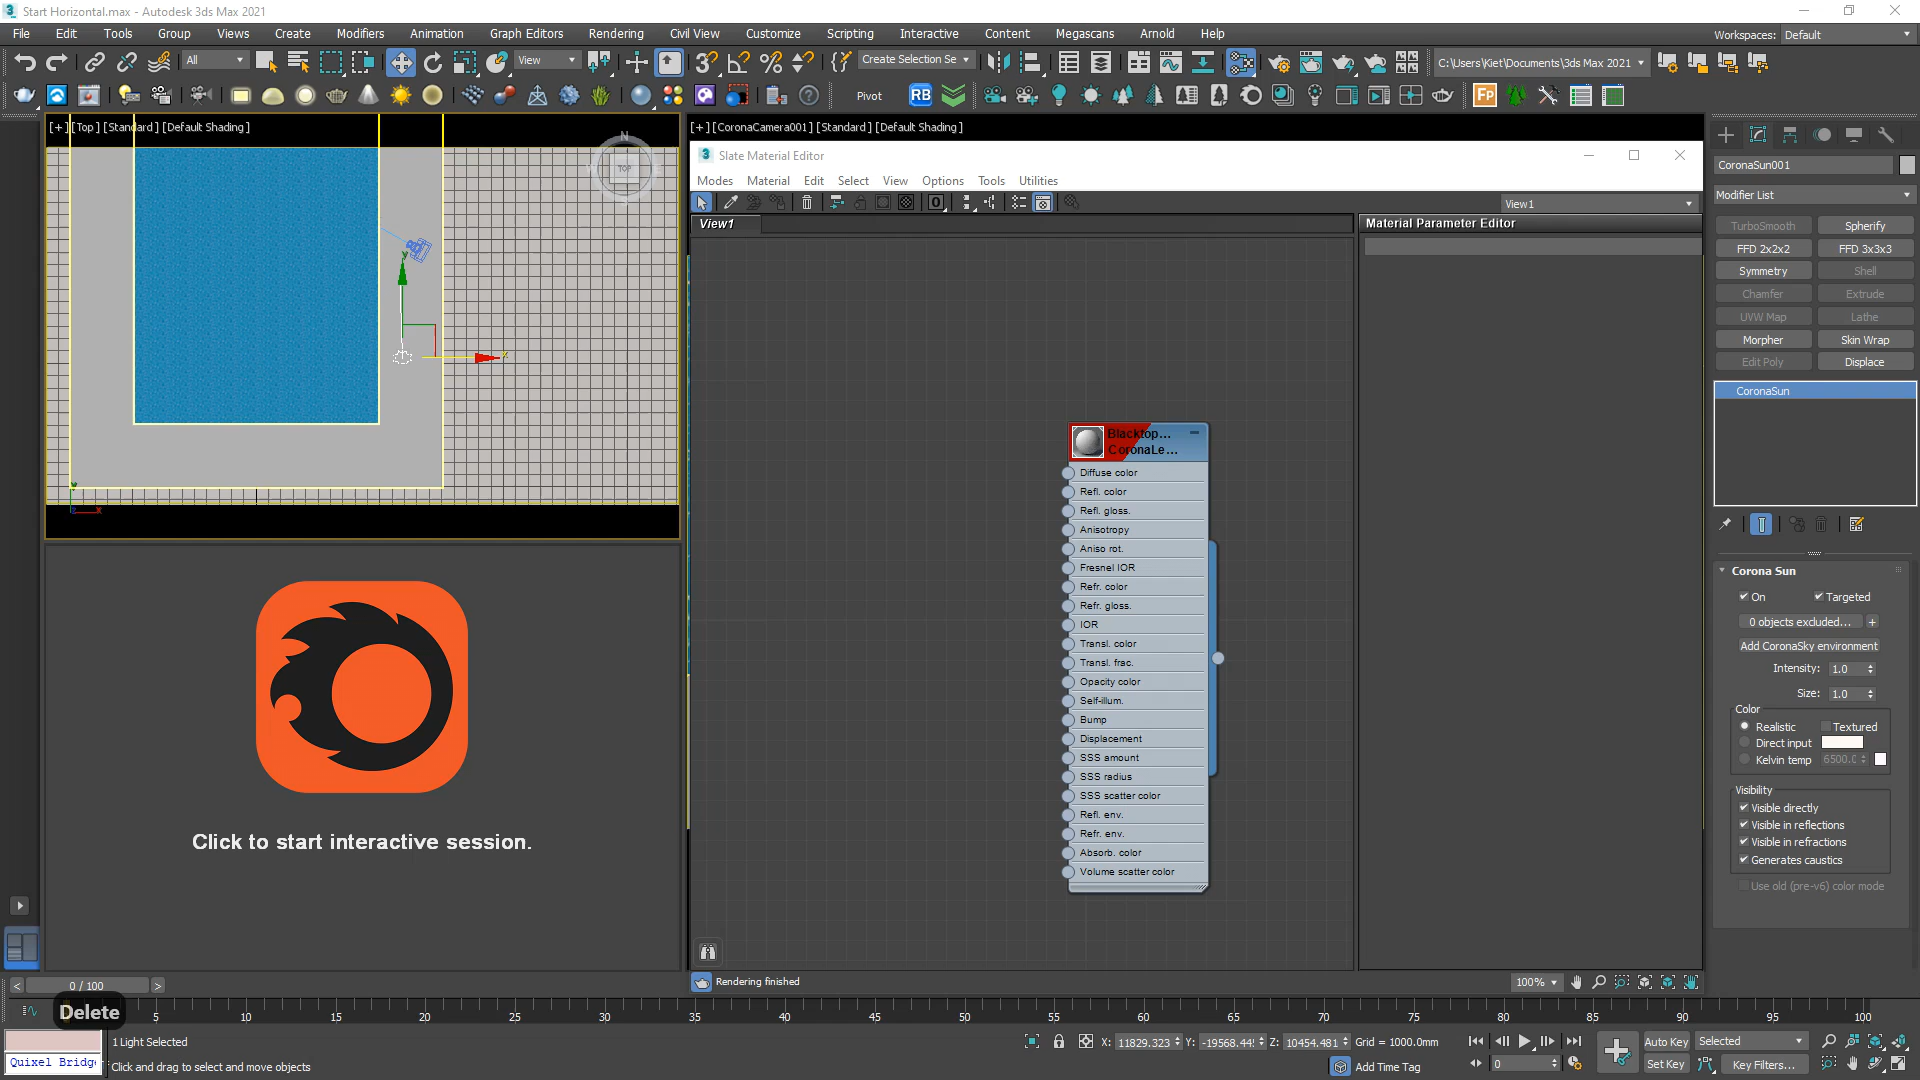 Start Horizontal.max - Autodesk 3ds Max 2021
File Edit Tools Group Views Create Modifiers Animation Graph Editors Rendering Civil View Customize Scripting Interactive Content Megascans Arnold Help
Workspaces: Default
All View Create Selection Se C:\Users\Kiet\Documents\3ds Max 2021
Pivot RB Fp
[+] [Top ] [Standard ] [Default Shading ]
[+] [CoronaCamera001] [Standard ] [Default Shading ]
N
TOP
Slate Material Editor
Modes Material Edit Select View Options Tools Utilities
View1
View1
Material Parameter Editor
Blacktop...
CoronaLe...
Diffuse color
Refl. color
Refl. gloss.
Anisotropy
Aniso rot.
Fresnel IOR
Refr. color
Refr. gloss.
IOR
Transl. color
Transl. frac.
Opacity color
Self-illum.
Bump
Displacement
SSS amount
SSS radius
SSS scatter color
Refl. env.
Refr. env.
Absorb. color
Volume scatter color
Rendering finished
100%
Click to start interactive session.
CoronaSun001
Modifier List
TurboSmooth Spherify
FFD 2x2x2 FFD 3x3x3
Symmetry Shell
Chamfer Extrude
UVW Map Lathe
Morpher Skin Wrap
Edit Poly Displace
CoronaSun
Corona Sun
On Targeted
0 objects excluded... +
Add CoronaSky environment
Intensity: 1.0
Size: 1.0
Color
Realistic Textured
Direct input
Kelvin temp 6500.0
Visibility
Visible directly
Visible in reflections
Visible in refractions
Generates caustics
Use old (pre-v6) color mode
< 0 / 100 >
Delete
5 10 15 20 25 30 35 40 45 50 55 60 65 70 75 80 85 90 95 100
1 Light Selected
Quixel Bridge
Click and drag to select and move objects
X: 11829.323 Y: -19568.445 Z: 10454.481 Grid = 1000.0mm
Add Time Tag
0
Auto Key Selected
Set Key Key Filters...